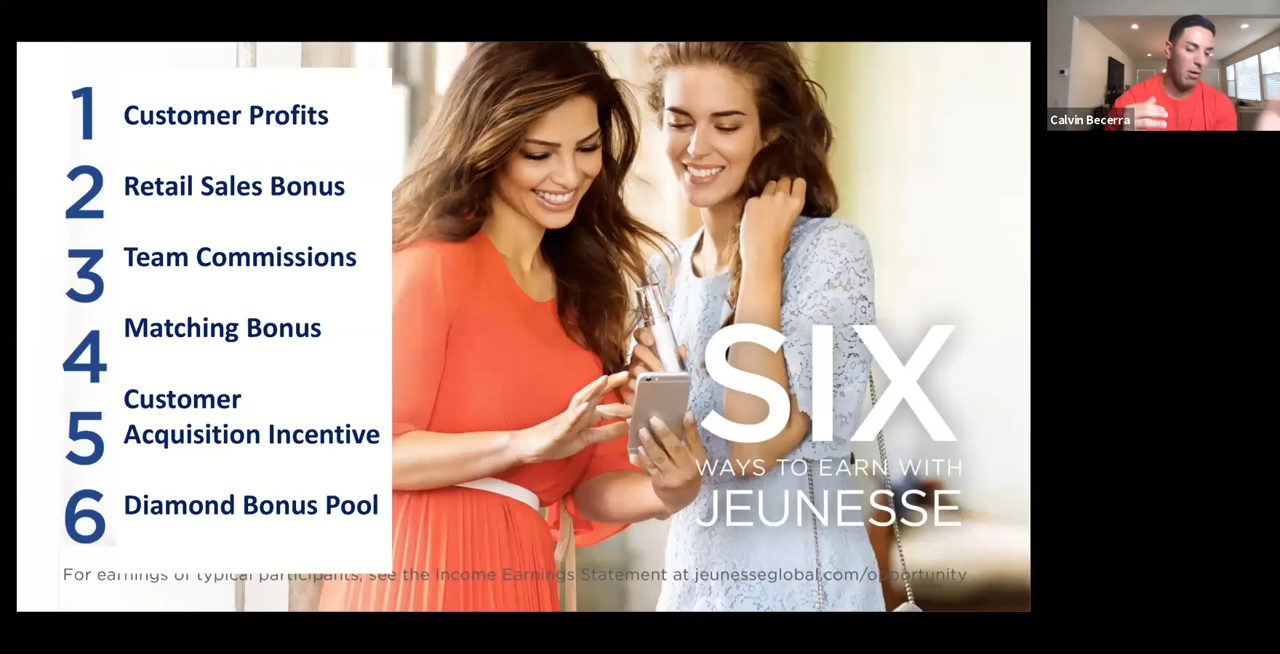 1 Customer Profits
2 Retail Sales Bonus
3 Team Commissions
4 Matching Bonus
5 Customer
Acquisition Incentive
6 Diamond Bonus Pool
SIX
WAYS TO EARN WITH
JEUNESSE
For earnings of typical participants, see the Income Earnings Statement at jeunesseglobal.com/opportunity
Calvin Becerra